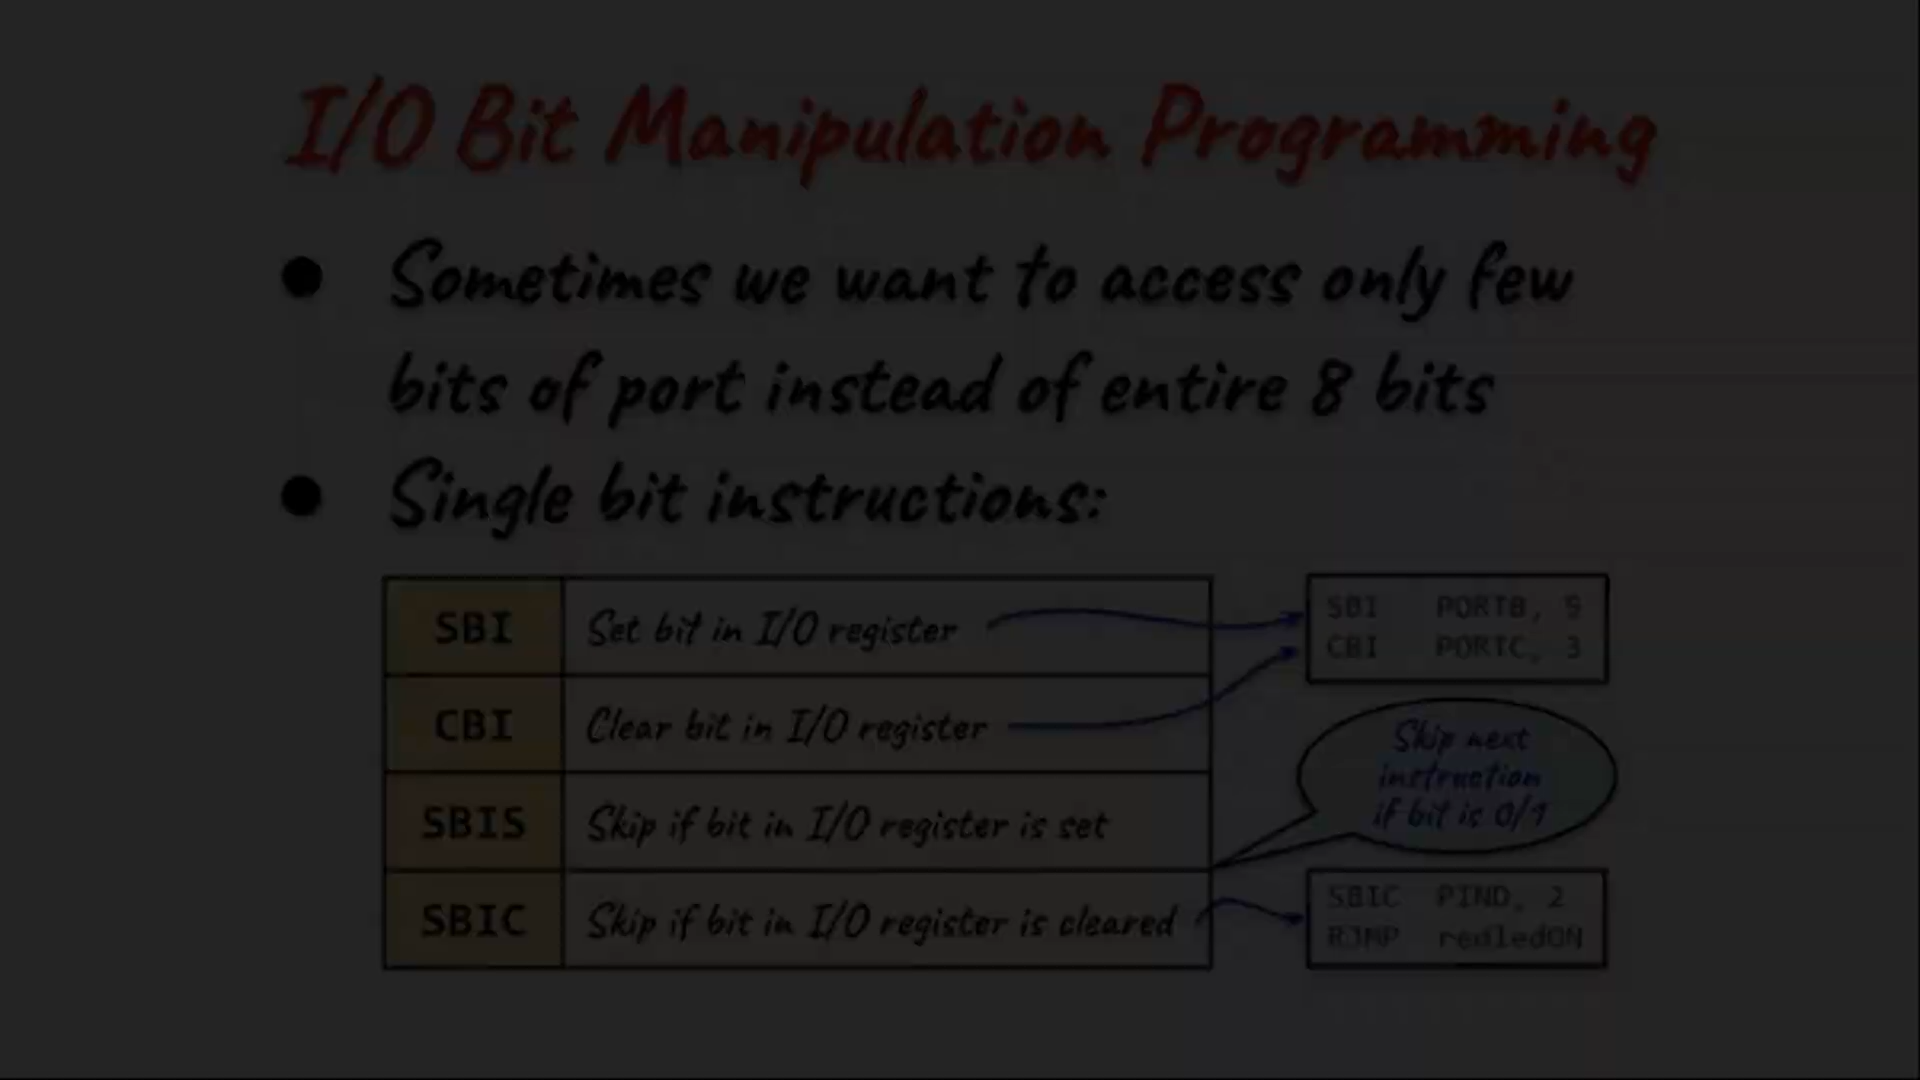 I/O Bit Manipulation Programming
● Sometimes we want to access only few
bits of port instead of entire 8 bits
● Single bit instructions:
SBI Set bit in I/O register
CBI Clear bit in I/O register
SBIS Skip if bit in I/O register is set
SBIC Skip if bit in I/O register is cleared
SBI PORTB, 5
CBI PORTC, 3
Skip next
instruction
if bit is 0/1
SBIC PIND, 2
RJMP redledON